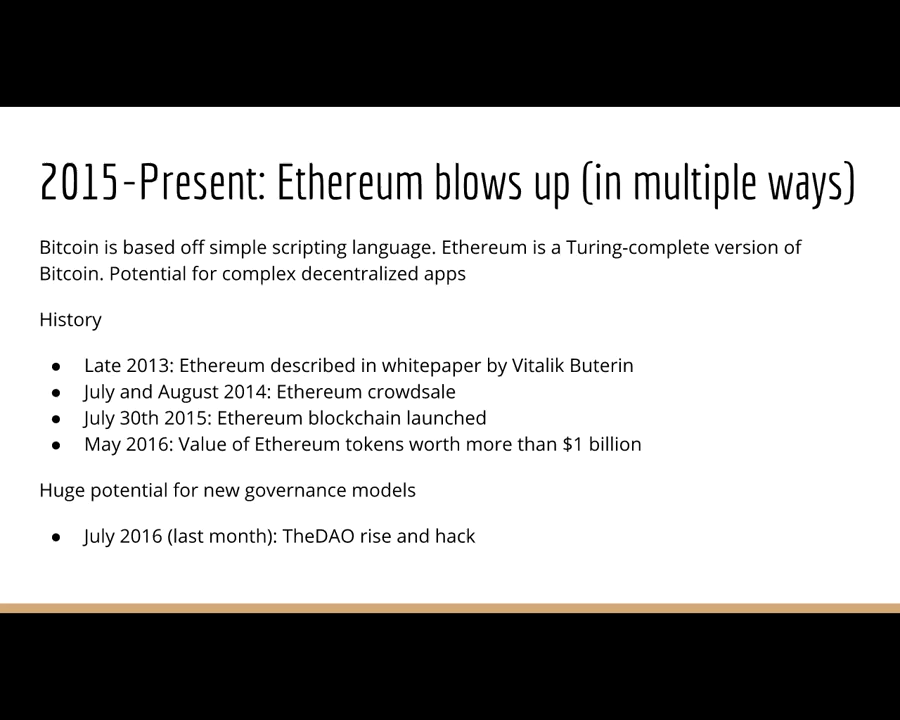 2015-Present: Ethereum blows up (in multiple ways)
Bitcoin is based off simple scripting language. Ethereum is a Turing-complete version of
Bitcoin. Potential for complex decentralized apps
History
● Late 2013: Ethereum described in whitepaper by Vitalik Buterin
● July and August 2014: Ethereum crowdsale
● July 30th 2015: Ethereum blockchain launched
● May 2016: Value of Ethereum tokens worth more than $1 billion
Huge potential for new governance models
● July 2016 (last month): TheDAO rise and hack